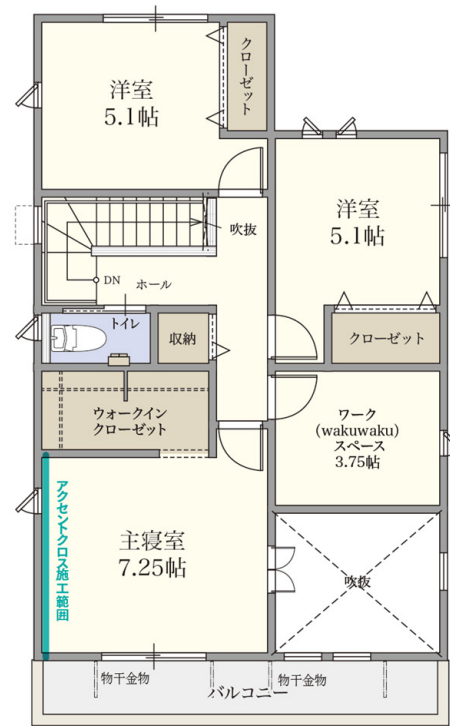 洋室
5.1帖
クローゼット
洋室
5.1帖
吹抜
DN
ホール
トイレ
収納
クローゼット
ウォークイン
クローゼット
ワーク
(wakuwaku)
スペース
3.75帖
アクセントクロス施工範囲
主寝室
7.25帖
吹抜
物干金物
物干金物
バルコニー